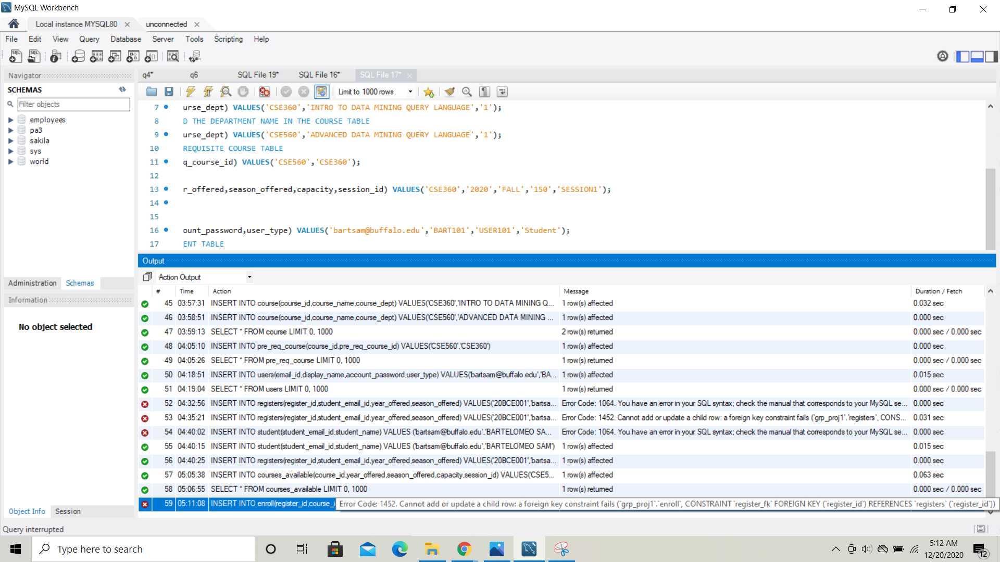 MySQL Workbench
Local instance MYSQL80
unconnected
File Edit View Query Database Server Tools Scripting Help
Navigator
SCHEMAS
Filter objects
employees
pa3
sakila
sys
world
Administration Schemas
Information
No object selected
Object Info Session
Query interrupted
q4* q6 SQL File 19* SQL File 16* SQL File 17*
Limit to 1000 rows
7 urse_dept) VALUES('CSE360','INTRO TO DATA MINING QUERY LANGUAGE','1');
8 D THE DEPARTMENT NAME IN THE COURSE TABLE
9 urse_dept) VALUES('CSE560','ADVANCED DATA MINING QUERY LANGUAGE','1');
10 REQUISITE COURSE TABLE
11 q_course_id) VALUES('CSE560','CSE360');
12
13 r_offered,season_offered,capacity,session_id) VALUES('CSE360','2020','FALL','150','SESSION1');
14
15
16 ount_password,user_type) VALUES('bartsam@buffalo.edu','BART101','USER101','Student');
17 ENT TABLE
Output
Action Output
# Time Action Message Duration / Fetch
45 03:57:31 INSERT INTO course(course_id,course_name,course_dept) VALUES('CSE360','INTRO TO DATA MINING Q... 1 row(s) affected 0.032 sec
46 03:58:51 INSERT INTO course(course_id,course_name,course_dept) VALUES('CSE560','ADVANCED DATA MINING ... 1 row(s) affected 0.000 sec
47 03:59:13 SELECT * FROM course LIMIT 0, 1000 2 row(s) returned 0.000 sec / 0.000 sec
48 04:05:10 INSERT INTO pre_req_course(course_id,pre_req_course_id) VALUES('CSE560','CSE360') 1 row(s) affected 0.000 sec
49 04:05:26 SELECT * FROM pre_req_course LIMIT 0, 1000 1 row(s) returned 0.000 sec / 0.000 sec
50 04:18:51 INSERT INTO users(email_id,display_name,account_password,user_type) VALUES('bartsam@buffalo.edu','BA... 1 row(s) affected 0.015 sec
51 04:19:04 SELECT * FROM users LIMIT 0, 1000 1 row(s) returned 0.000 sec / 0.000 sec
52 04:32:56 INSERT INTO registers(register_id,student_email_id,year_offered,season_offered) VALUES('20BCE001','bartsa... Error Code: 1064. You have an error in your SQL syntax; check the manual that corresponds to your MySQL se... 0.000 sec
53 04:35:21 INSERT INTO registers(register_id,student_email_id,year_offered,season_offered) VALUES('20BCE001','bartsa... Error Code: 1452. Cannot add or update a child row: a foreign key constraint fails (`grp_proj1`.`registers`, CONS... 0.031 sec
54 04:40:02 INSERT INTO student(student_email_id,student_name) VALUES ('bartsam@buffalo.edu','BARTELOMEO SA... Error Code: 1064. You have an error in your SQL syntax; check the manual that corresponds to your MySQL se... 0.000 sec
55 04:40:15 INSERT INTO student(student_email_id,student_name) VALUES ('bartsam@buffalo.edu','BARTELOMEO SAM') 1 row(s) affected 0.015 sec
56 04:40:25 INSERT INTO registers(register_id,student_email_id,year_offered,season_offered) VALUES('20BCE001','bartsa... 1 row(s) affected 0.000 sec
57 05:05:38 INSERT INTO courses_available(course_id,year_offered,season_offered,capacity,session_id) VALUES('CSE5... 1 row(s) affected 0.063 sec
58 05:06:55 SELECT * FROM courses_available LIMIT 0, 1000 1 row(s) returned 0.000 sec / 0.000 sec
59 05:11:08 INSERT INTO enroll(register_id,course_i Error Code: 1452. Cannot add or update a child row: a foreign key constraint fails (`grp_proj1`.`enroll`, CONSTRAINT `register_fk` FOREIGN KEY (`register_id`) REFERENCES `registers` (`register_id`))
Type here to search
5:12 AM
12/20/2020
12